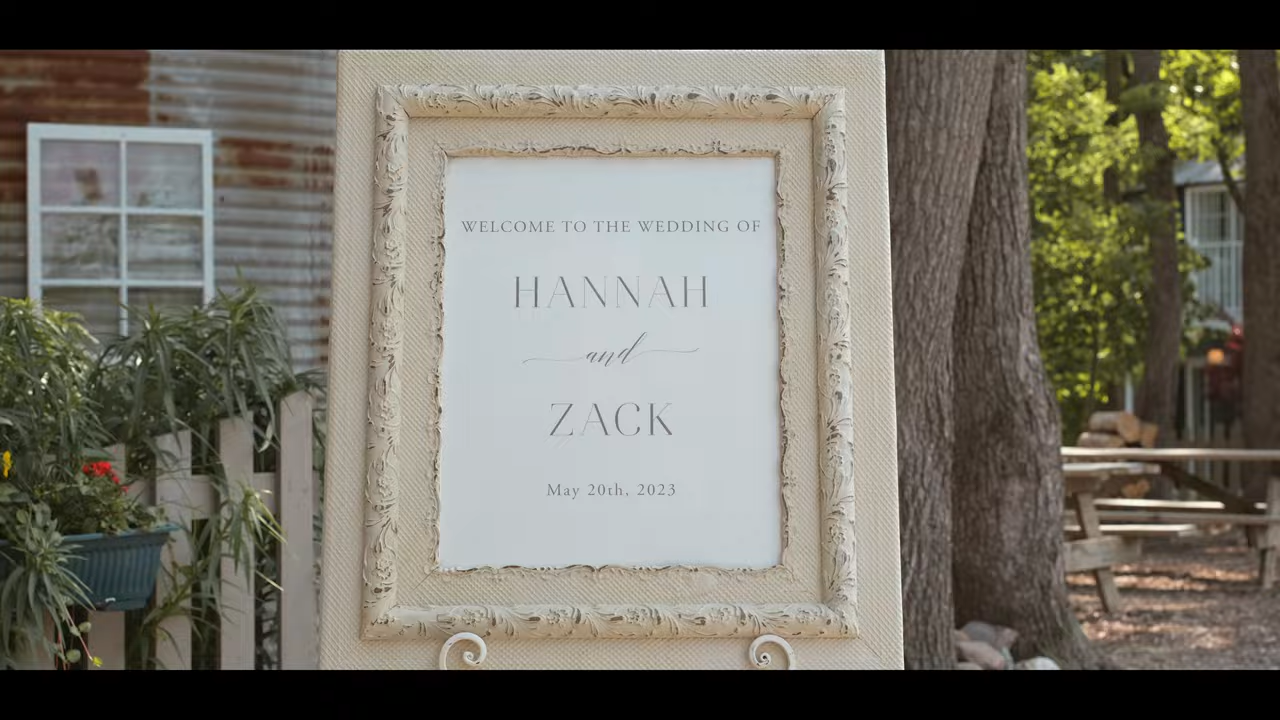 WELCOME TO THE WEDDING OF
HANNAH
and
ZACK
May 20th, 2023